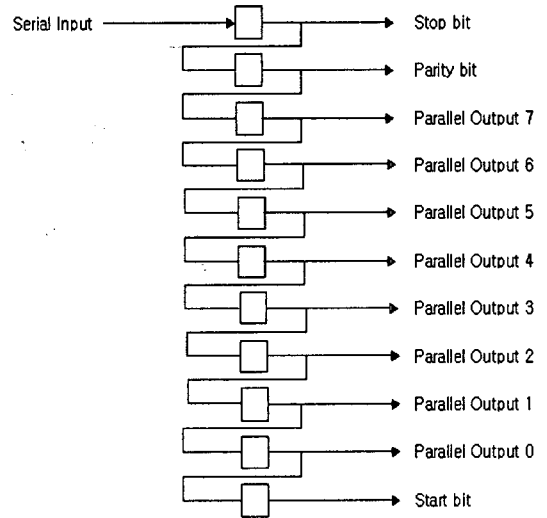 Serial Input
Stop bit
Parity bit
Parallel Output 7
Parallel Output 6
Parallel Output 5
Parallel Output 4
Parallel Output 3
Parallel Output 2
Parallel Output 1
Parallel Output 0
Start bit